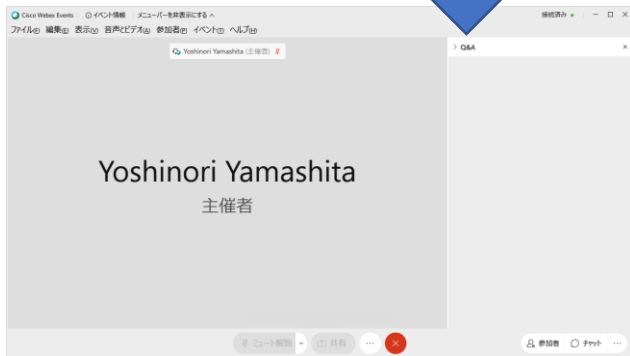 Cisco Webex Events ⓘ イベント情報 メニューバーを非表示にする ^
接続済み
ファイル(F) 編集(E) 表示(V) 音声とビデオ(A) 参加者(P) イベント(T) ヘルプ(H)
Yoshinori Yamashita (主催者)
> Q&A ×
Yoshinori Yamashita
主催者
ミュート解除 共有 … ×
参加者 チャット …